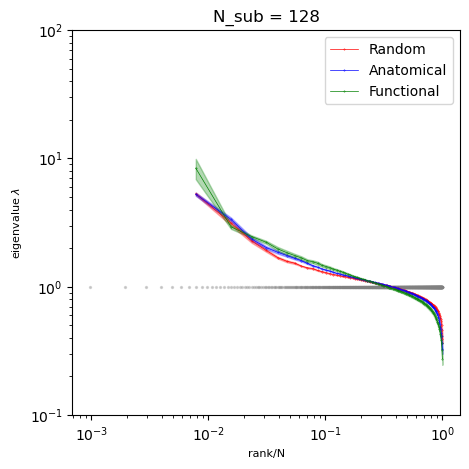 N_sub = 128
Random
Anatomical
Functional
eigenvalue λ
10²
10¹
10⁰
10⁻¹
10⁻³
10⁻²
10⁻¹
10⁰
rank/N